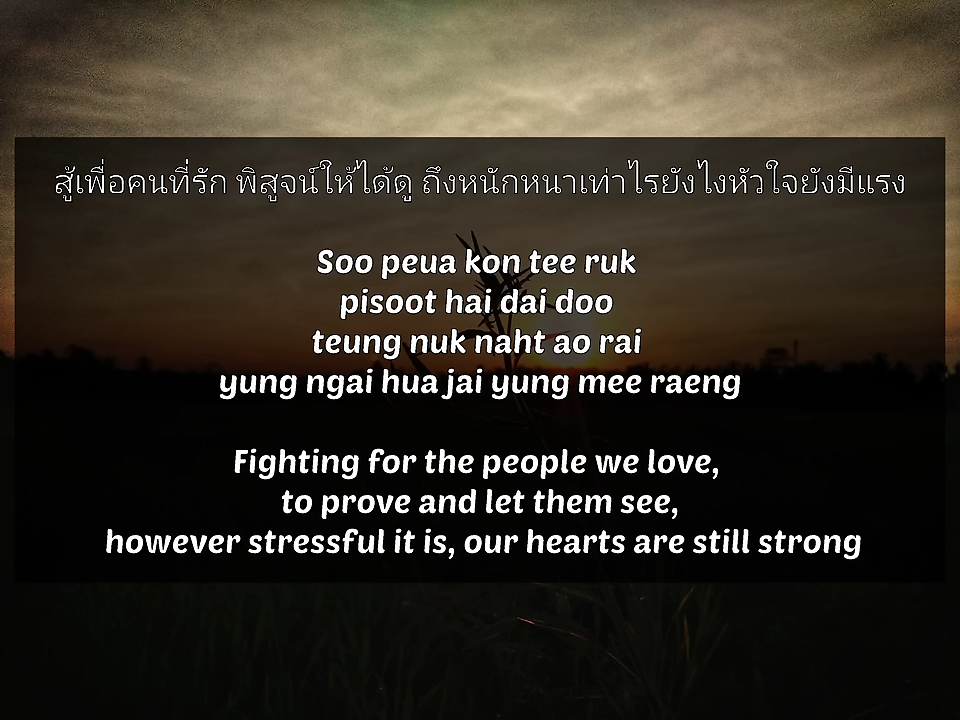 สู้เพื่อคนที่รัก พิสูจน์ให้ได้ดู ถึงหนักหนาเท่าไรยังไงหัวใจยังมีแรง
Soo peua kon tee ruk
pisoot hai dai doo
teung nuk naht ao rai
yung ngai hua jai yung mee raeng
Fighting for the people we love,
to prove and let them see,
however stressful it is, our hearts are still strong